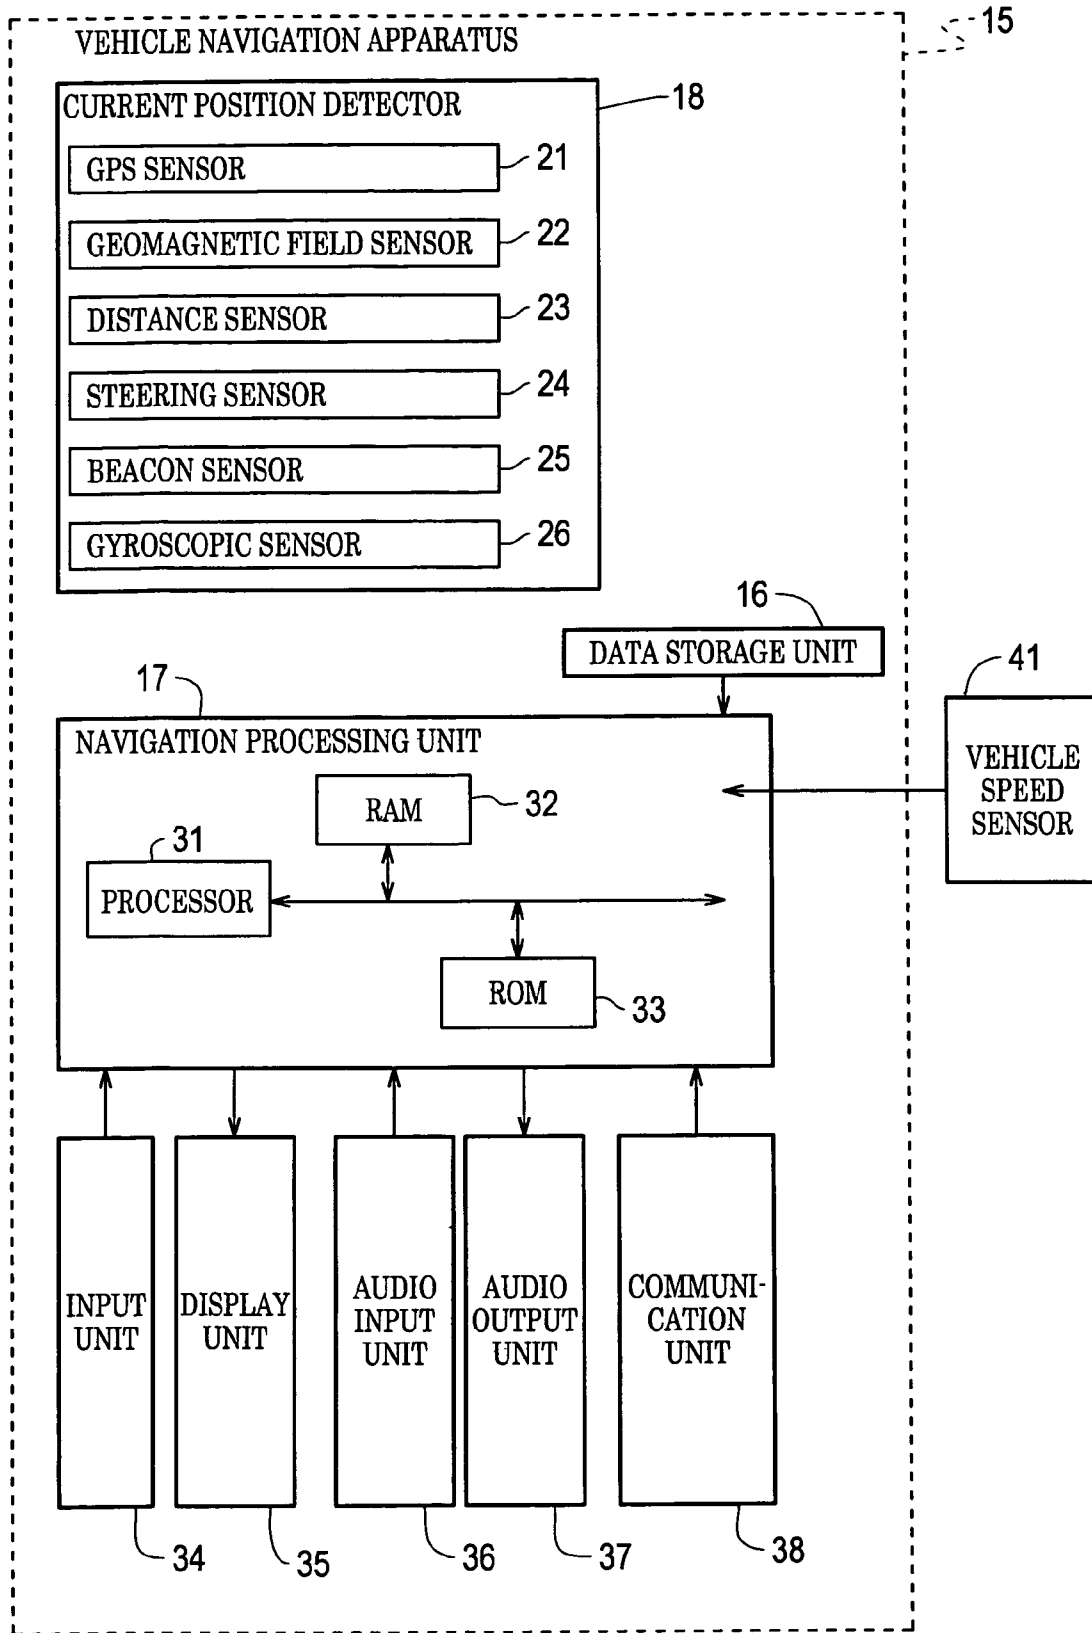 VEHICLE NAVIGATION APPARATUS
15
CURRENT POSITION DETECTOR
18
GPS SENSOR
21
GEOMAGNETIC FIELD SENSOR
22
DISTANCE SENSOR
23
STEERING SENSOR
24
BEACON SENSOR
25
GYROSCOPIC SENSOR
26
16
DATA STORAGE UNIT
17
NAVIGATION PROCESSING UNIT
41
VEHICLE
SPEED
SENSOR
RAM
32
31
PROCESSOR
ROM
33
INPUT
UNIT
DISPLAY
UNIT
AUDIO
INPUT
UNIT
AUDIO
OUTPUT
UNIT
COMMUNI-
CATION
UNIT
34
35
36
37
38